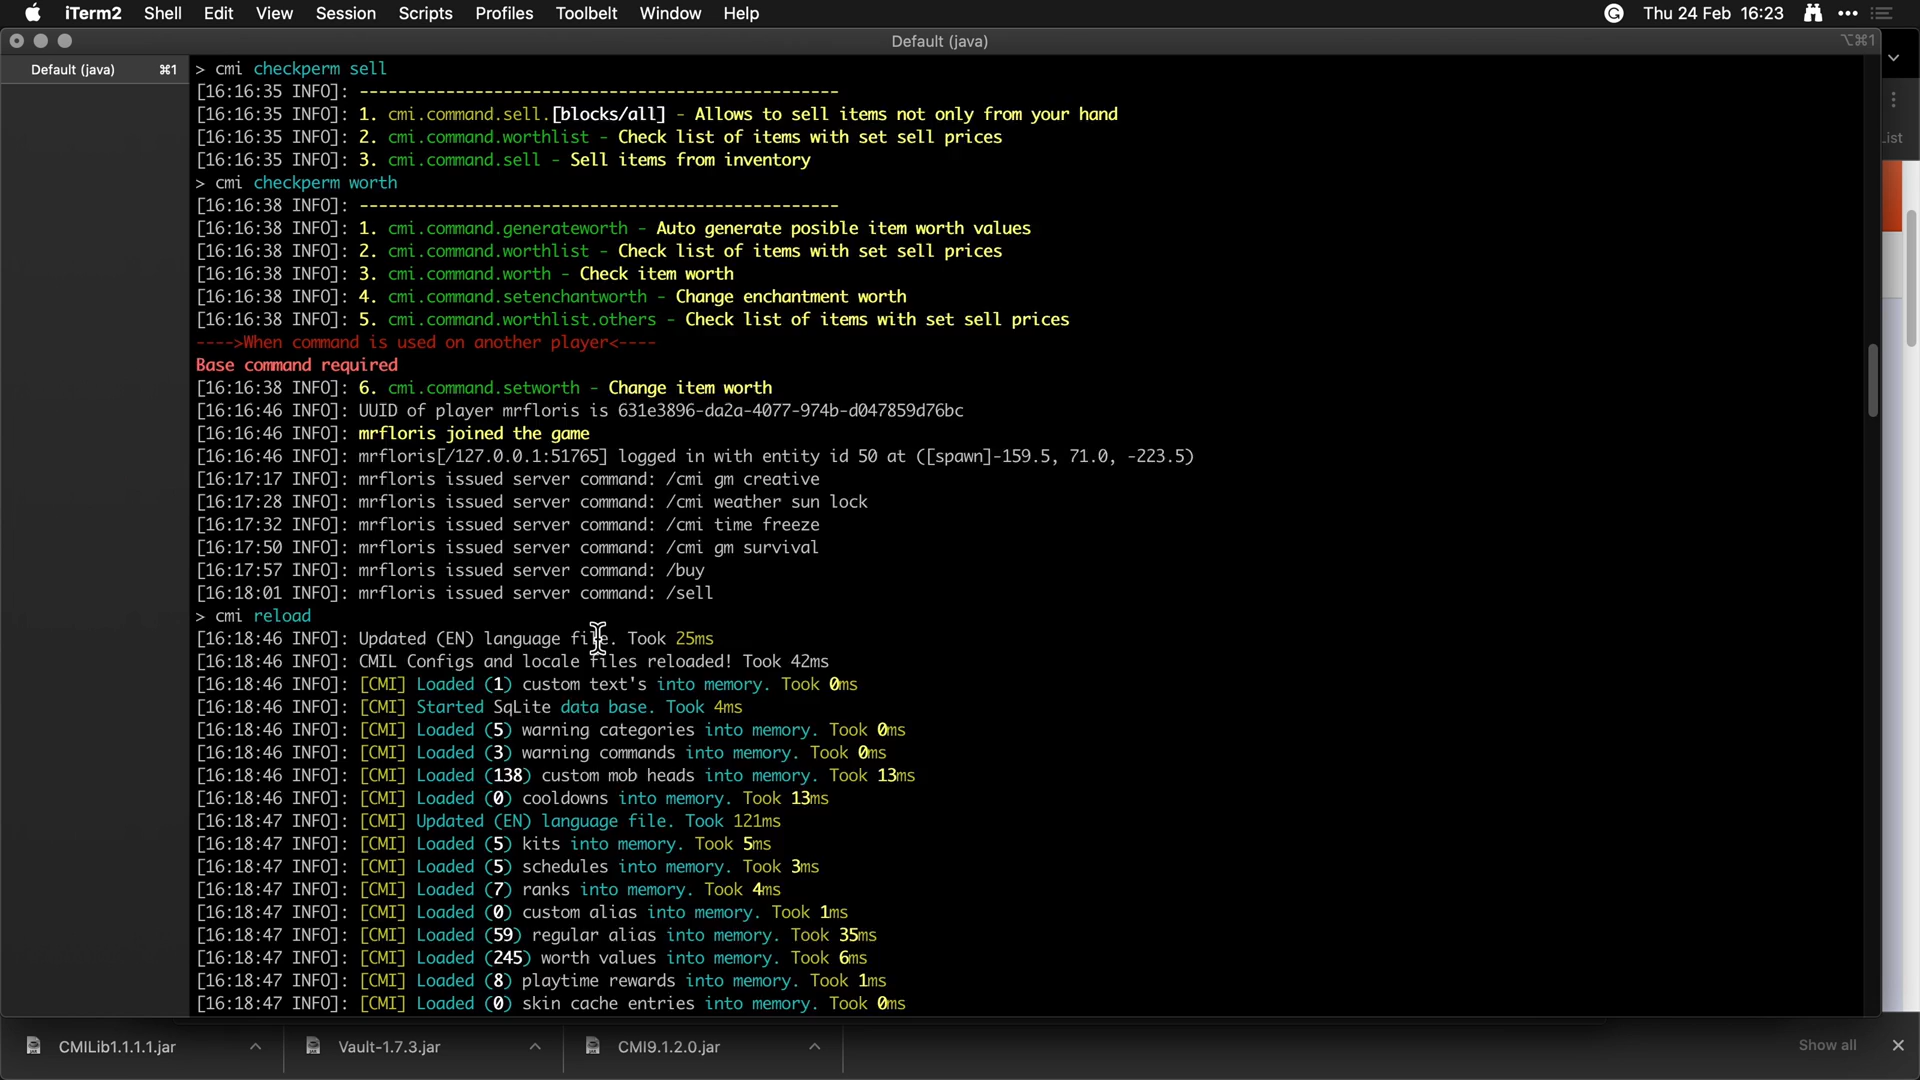 iTerm2 Shell Edit View Session Scripts Profiles Toolbelt Window Help Thu 24 Feb 16:23
Default (java) ⌥⌘1
Default (java) ⌘1
> cmi checkperm sell
[16:16:35 INFO]: --------------------------------------------------
[16:16:35 INFO]: 1. cmi.command.sell.[blocks/all] - Allows to sell items not only from your hand
[16:16:35 INFO]: 2. cmi.command.worthlist - Check list of items with set sell prices
[16:16:35 INFO]: 3. cmi.command.sell - Sell items from inventory
> cmi checkperm worth
[16:16:38 INFO]: --------------------------------------------------
[16:16:38 INFO]: 1. cmi.command.generateworth - Auto generate posible item worth values
[16:16:38 INFO]: 2. cmi.command.worthlist - Check list of items with set sell prices
[16:16:38 INFO]: 3. cmi.command.worth - Check item worth
[16:16:38 INFO]: 4. cmi.command.setenchantworth - Change enchantment worth
[16:16:38 INFO]: 5. cmi.command.worthlist.others - Check list of items with set sell prices
---->When command is used on another player<----
Base command required
[16:16:38 INFO]: 6. cmi.command.setworth - Change item worth
[16:16:46 INFO]: UUID of player mrfloris is 631e3896-da2a-4077-974b-d047859d76bc
[16:16:46 INFO]: mrfloris joined the game
[16:16:46 INFO]: mrfloris[/127.0.0.1:51765] logged in with entity id 50 at ([spawn]-159.5, 71.0, -223.5)
[16:17:17 INFO]: mrfloris issued server command: /cmi gm creative
[16:17:28 INFO]: mrfloris issued server command: /cmi weather sun lock
[16:17:32 INFO]: mrfloris issued server command: /cmi time freeze
[16:17:50 INFO]: mrfloris issued server command: /cmi gm survival
[16:17:57 INFO]: mrfloris issued server command: /buy
[16:18:01 INFO]: mrfloris issued server command: /sell
> cmi reload
[16:18:46 INFO]: Updated (EN) language file. Took 25ms
[16:18:46 INFO]: CMIL Configs and locale files reloaded! Took 42ms
[16:18:46 INFO]: [CMI] Loaded (1) custom text's into memory. Took 0ms
[16:18:46 INFO]: [CMI] Started SqLite data base. Took 4ms
[16:18:46 INFO]: [CMI] Loaded (5) warning categories into memory. Took 0ms
[16:18:46 INFO]: [CMI] Loaded (3) warning commands into memory. Took 0ms
[16:18:46 INFO]: [CMI] Loaded (138) custom mob heads into memory. Took 13ms
[16:18:46 INFO]: [CMI] Loaded (0) cooldowns into memory. Took 13ms
[16:18:47 INFO]: [CMI] Updated (EN) language file. Took 121ms
[16:18:47 INFO]: [CMI] Loaded (5) kits into memory. Took 5ms
[16:18:47 INFO]: [CMI] Loaded (5) schedules into memory. Took 3ms
[16:18:47 INFO]: [CMI] Loaded (7) ranks into memory. Took 4ms
[16:18:47 INFO]: [CMI] Loaded (0) custom alias into memory. Took 1ms
[16:18:47 INFO]: [CMI] Loaded (59) regular alias into memory. Took 35ms
[16:18:47 INFO]: [CMI] Loaded (245) worth values into memory. Took 6ms
[16:18:47 INFO]: [CMI] Loaded (8) playtime rewards into memory. Took 1ms
[16:18:47 INFO]: [CMI] Loaded (0) skin cache entries into memory. Took 0ms
CMILib1.1.1.1.jar Vault-1.7.3.jar CMI9.1.2.0.jar Show all